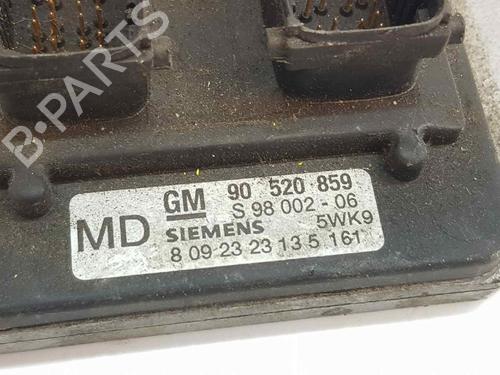 B-PARTS
GM 90 520 859
MD
S 98 002 - 06
SIEMENS 5WK9
8 09 23 23 13 5 161